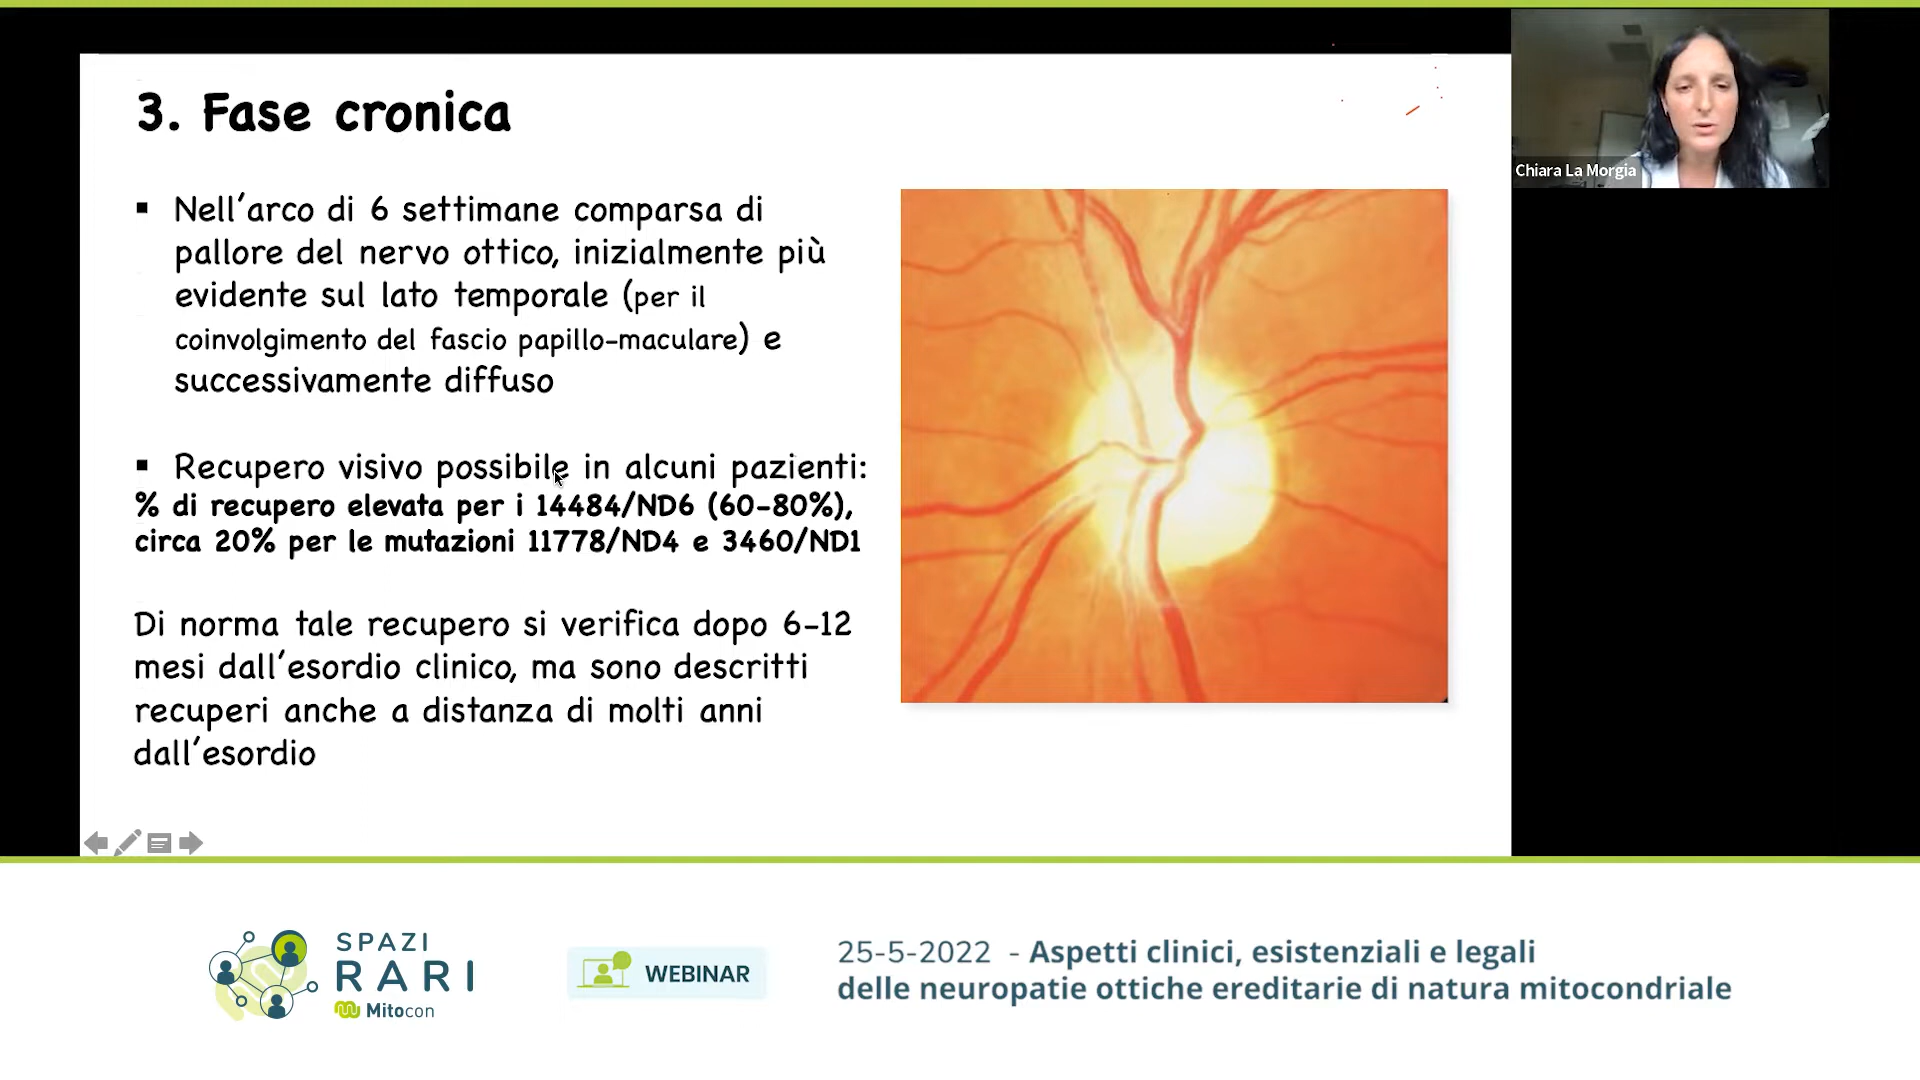 3. Fase cronica
▪ Nell'arco di 6 settimane comparsa di
pallore del nervo ottico, inizialmente più
evidente sul lato temporale (per il
coinvolgimento del fascio papillo-maculare) e
successivamente diffuso
▪ Recupero visivo possibile in alcuni pazienti:
% di recupero elevata per i 14484/ND6 (60-80%),
circa 20% per le mutazioni 11778/ND4 e 3460/ND1
Di norma tale recupero si verifica dopo 6-12
mesi dall'esordio clinico, ma sono descritti
recuperi anche a distanza di molti anni
dall'esordio
Chiara La Morgia
SPAZI
RARI
Mitocon
WEBINAR
25-5-2022 - Aspetti clinici, esistenziali e legali
delle neuropatie ottiche ereditarie di natura mitocondriale